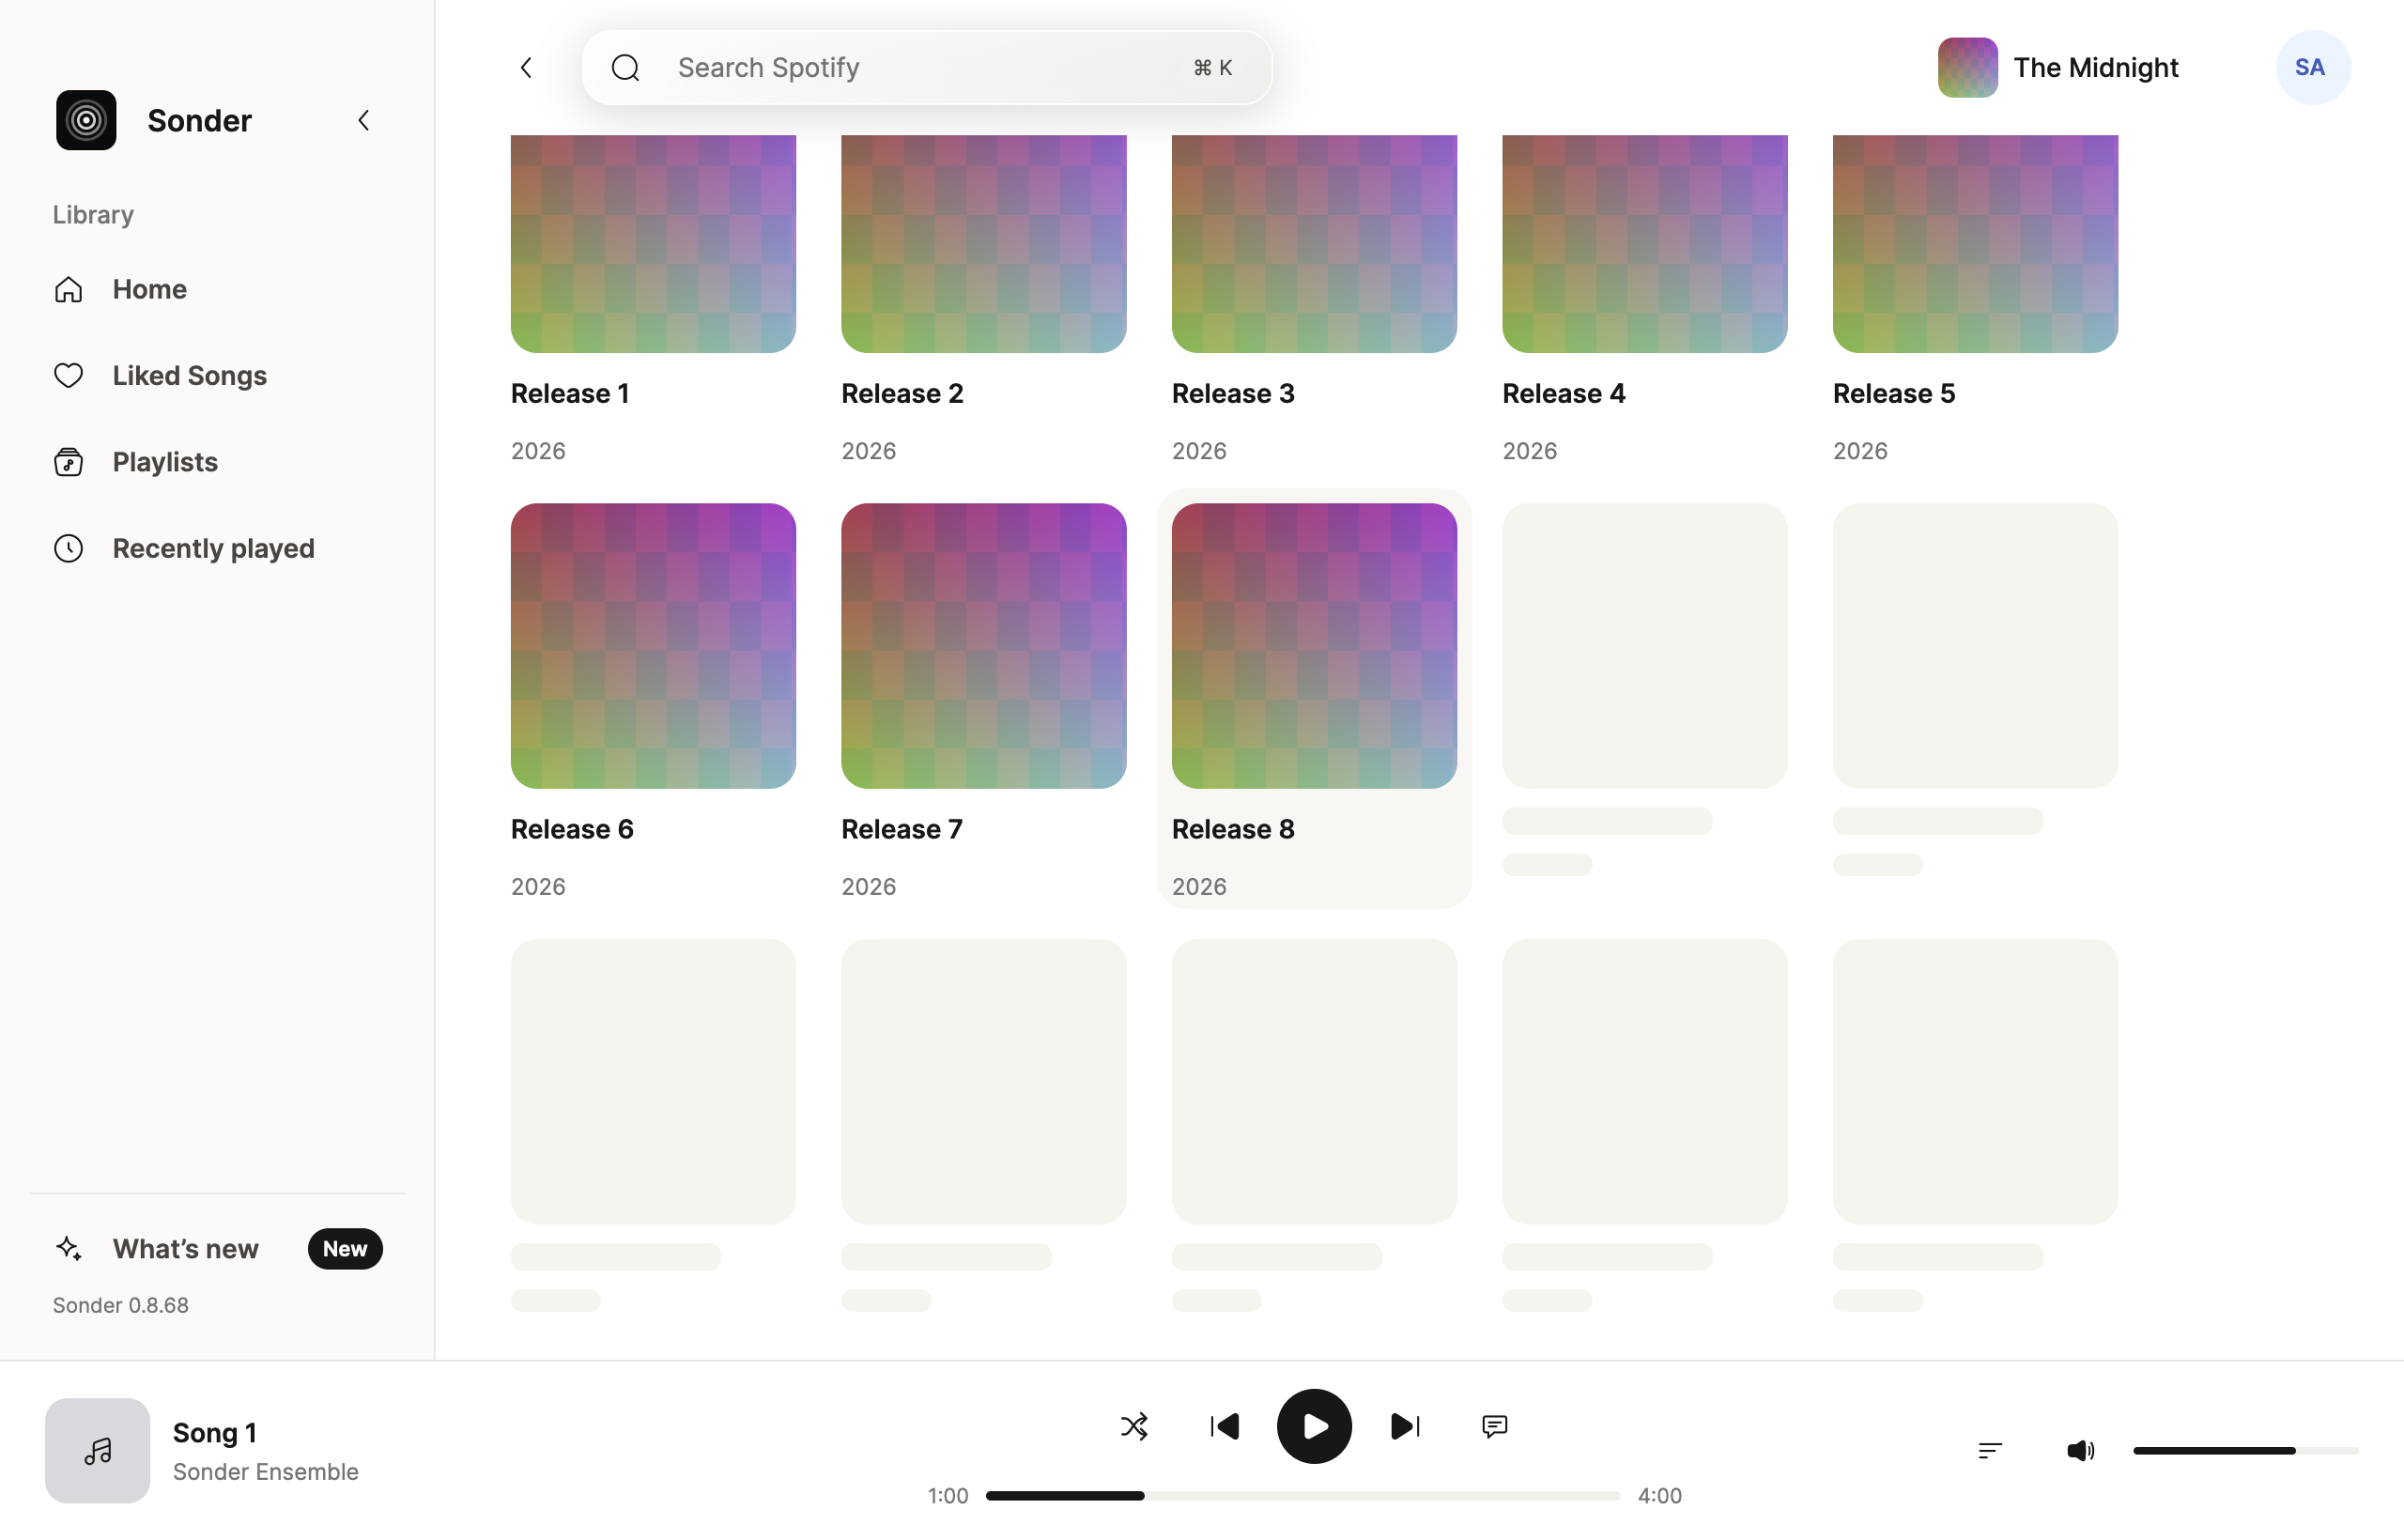 Search Spotify
⌘ K
The Midnight
SA
Sonder
Library
Home
Liked Songs
Playlists
Recently played
Release 1
Release 2
Release 3
Release 4
Release 5
2026
2026
2026
2026
2026
Release 6
Release 7
Release 8
2026
2026
2026
What’s new
New
Sonder 0.8.68
Song 1
Sonder Ensemble
1:00
4:00